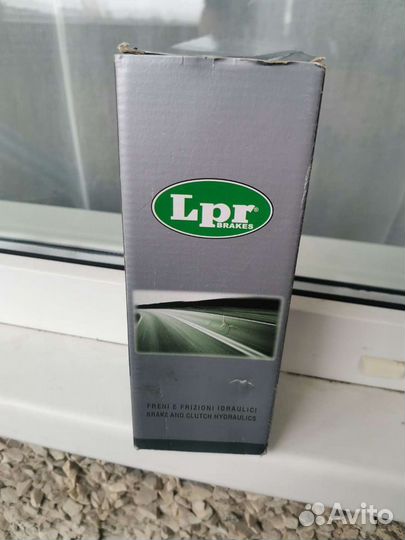 Lpr®
BRAKES
FRENI E FRIZIONI IDRAULICI
BRAKE AND CLUTCH HYDRAULICS
Avito